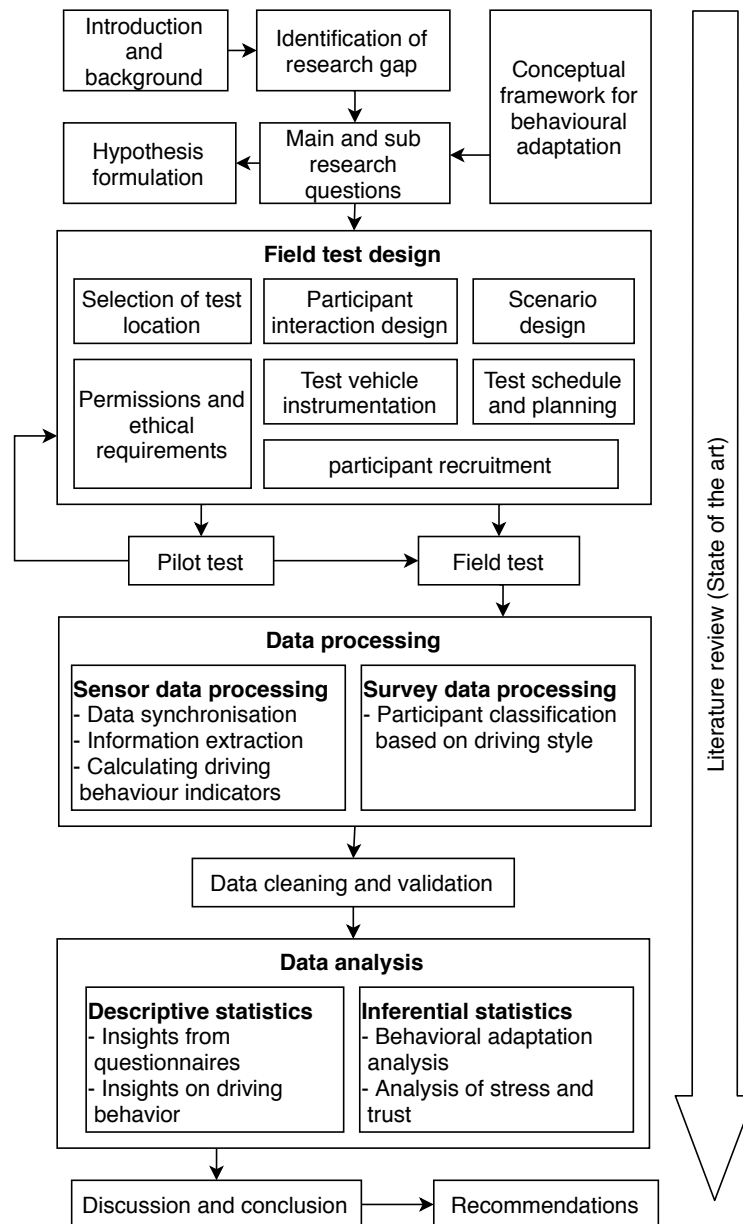 Introduction
and
background
Identification of
research gap
Conceptual
framework for
behavioural
adaptation
Hypothesis
formulation
Main and sub
research
questions
Field test design
Selection of test
location
Participant
interaction design
Scenario
design
Permissions and
ethical
requirements
Test vehicle
instrumentation
Test schedule
and planning
participant recruitment
Pilot test
Field test
Data processing
Sensor data processing
- Data synchronisation
- Information extraction
- Calculating driving
behaviour indicators
Survey data processing
- Participant classification
based on driving style
Data cleaning and validation
Data analysis
Descriptive statistics
- Insights from
questionnaires
- Insights on driving
behavior
Inferential statistics
- Behavioral adaptation
analysis
- Analysis of stress and
trust
Discussion and conclusion
Recommendations
Literature review (State of the art)